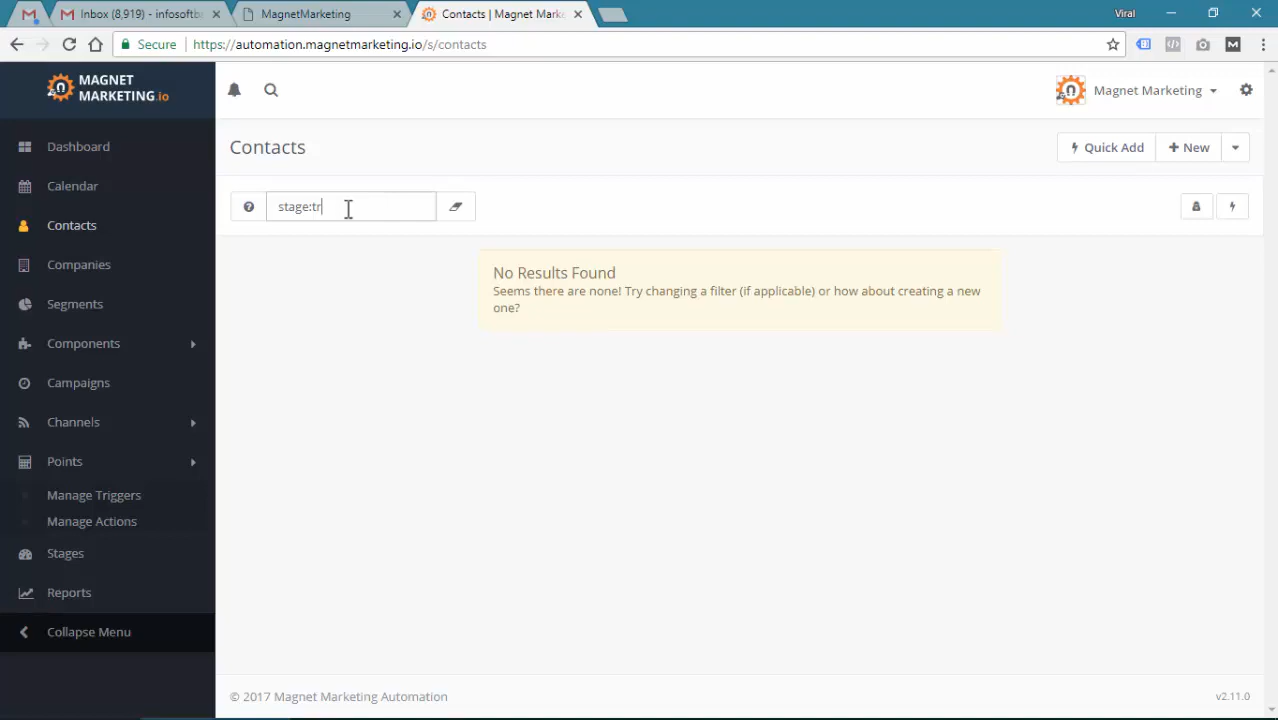 Inbox (8,919) - infosoftb
MagnetMarketing
Contacts | Magnet Mark
Viral
Secure
https://automation.magnetmarketing.io/s/contacts
MAGNET
MARKETING.io
Magnet Marketing
Dashboard
Calendar
Contacts
Companies
Segments
Components
Campaigns
Channels
Points
Manage Triggers
Manage Actions
Stages
Reports
Collapse Menu
Contacts
Quick Add
New
stage:tr
No Results Found
Seems there are none! Try changing a filter (if applicable) or how about creating a new
one?
© 2017 Magnet Marketing Automation
v2.11.0